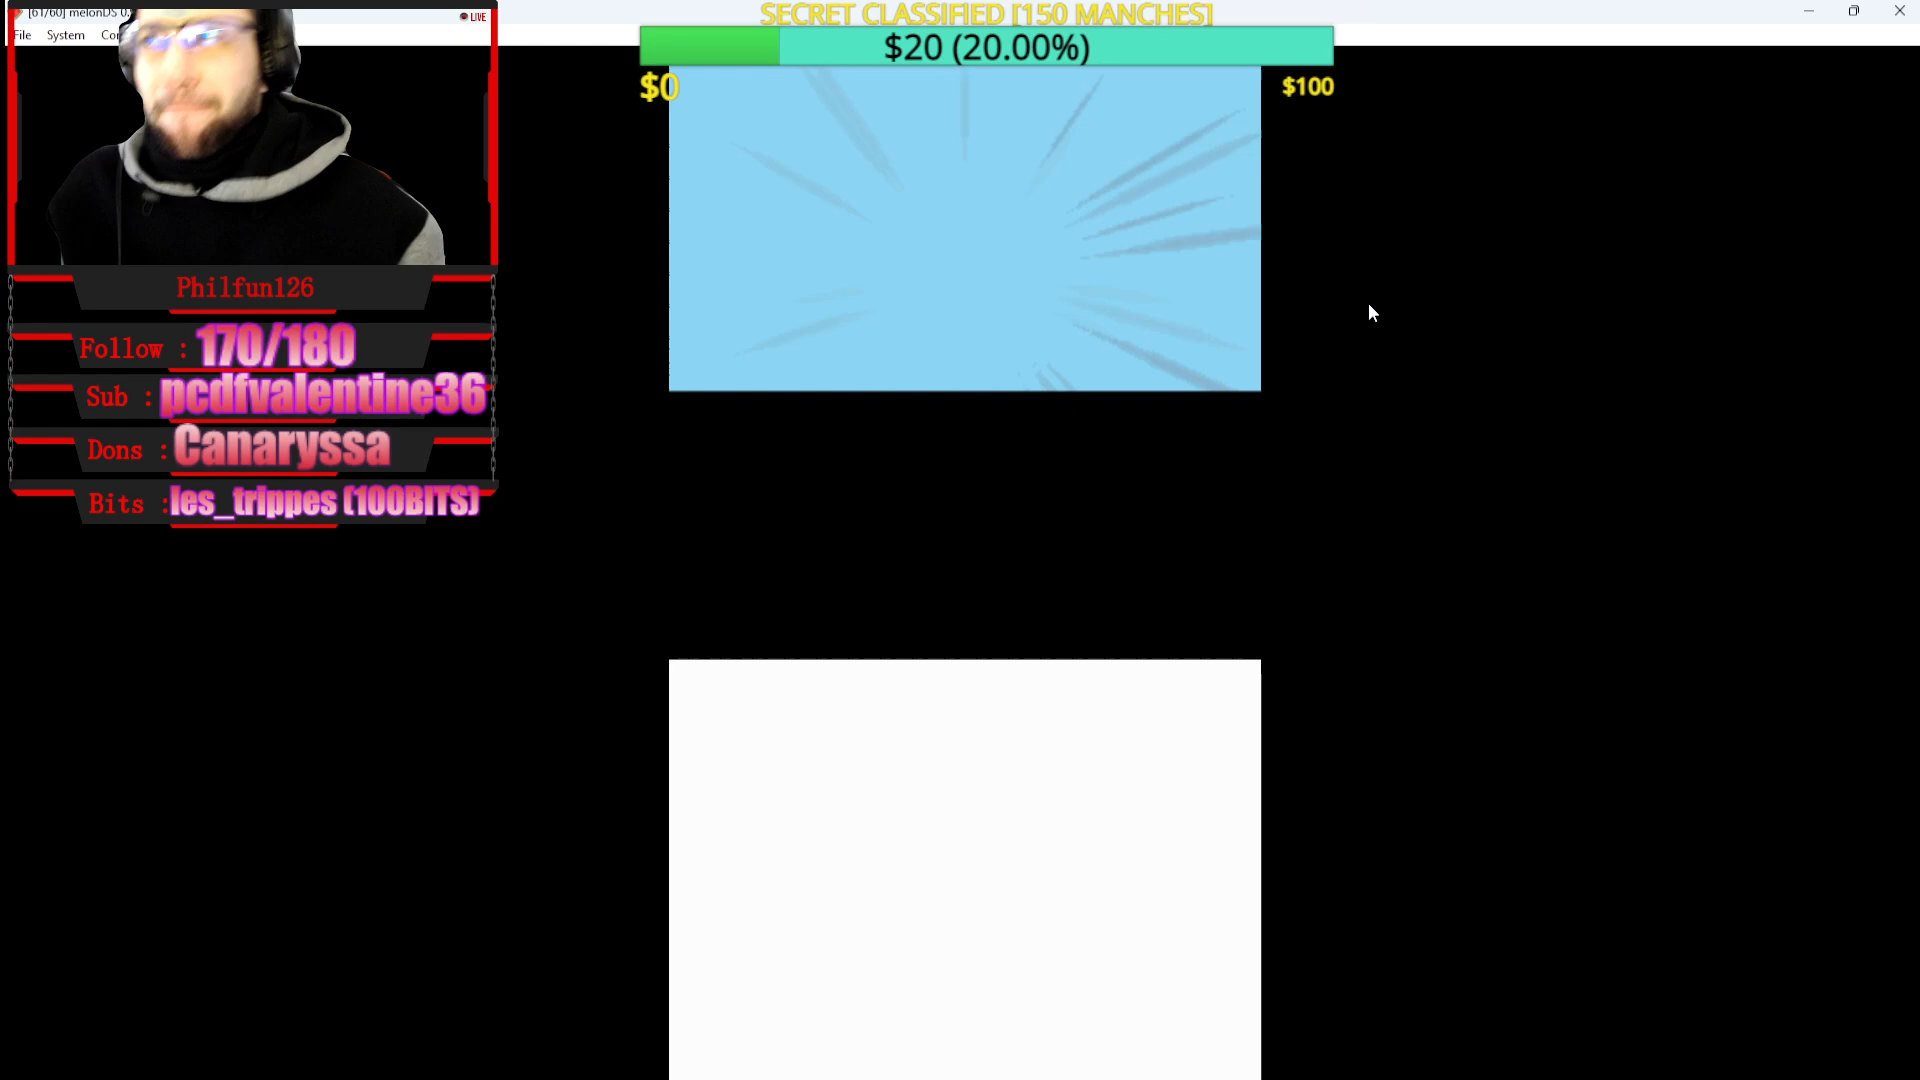 [61/60] melonDS 0.
File System Con
LIVE
SECRET CLASSIFIED [150 MANCHES]
$20 (20.00%)
$0 $100
Philfun126
Follow : 170/180
Sub : pcdfvalentine36
Dons : Canaryssa
Bits : les_trippes (100BITS)